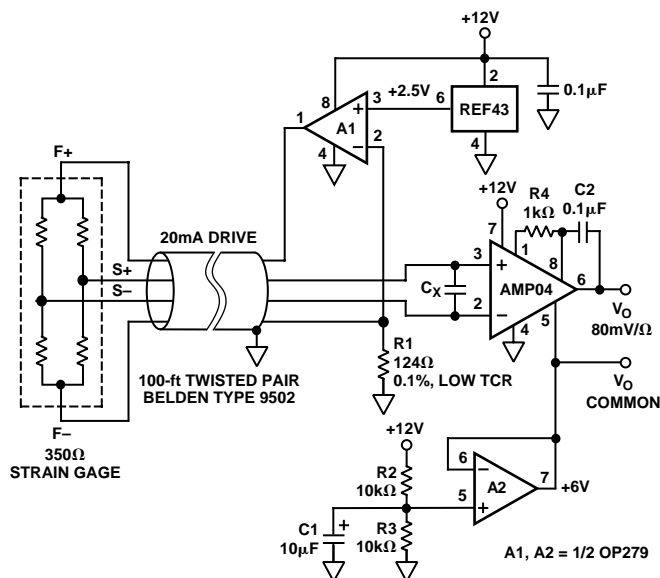 +12V
2
+2.5V
6
REF43
0.1µF
8
3
1
A1
+
2
4
−
4
F+
+12V
R4
1kΩ
C2
0.1µF
7
20mA DRIVE
1
8
S+
3
+
6
S−
CX
AMP04
VO
80mV/Ω
2
−
5
4
R1
124Ω
0.1%, LOW TCR
VO
COMMON
100-ft TWISTED PAIR
BELDEN TYPE 9502
F−
350Ω
STRAIN GAGE
+12V
R2
10kΩ
6
−
7
A2
+6V
5
+
C1
10µF
+
R3
10kΩ
A1, A2 = 1/2 OP279